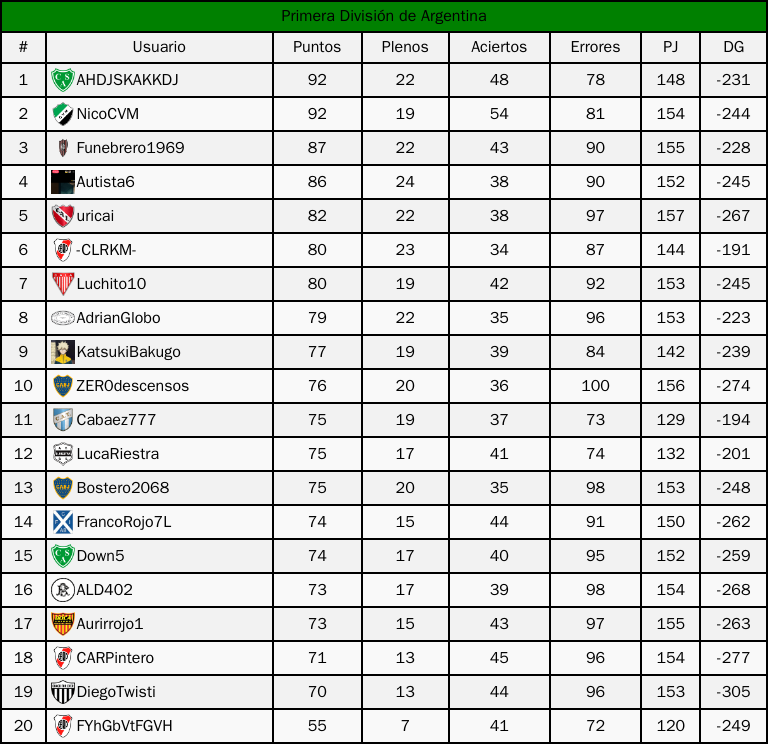 Primera División de Argentina
# Usuario Puntos Plenos Aciertos Errores PJ DG
1 AHDJSKAKKDJ 92 22 48 78 148 -231
2 NicoCVM 92 19 54 81 154 -244
3 Funebrero1969 87 22 43 90 155 -228
4 Autista6 86 24 38 90 152 -245
5 uricai 82 22 38 97 157 -267
6 -CLRKM- 80 23 34 87 144 -191
7 Luchito10 80 19 42 92 153 -245
8 AdrianGlobo 79 22 35 96 153 -223
9 KatsukiBakugo 77 19 39 84 142 -239
10 ZER0descensos 76 20 36 100 156 -274
11 Cabaez777 75 19 37 73 129 -194
12 LucaRiestra 75 17 41 74 132 -201
13 Bostero2068 75 20 35 98 153 -248
14 FrancoRojo7L 74 15 44 91 150 -262
15 Down5 74 17 40 95 152 -259
16 ALD402 73 17 39 98 154 -268
17 Aurirrojo1 73 15 43 97 155 -263
18 CARPintero 71 13 45 96 154 -277
19 DiegoTwisti 70 13 44 96 153 -305
20 FYhGbVtFGVH 55 7 41 72 120 -249